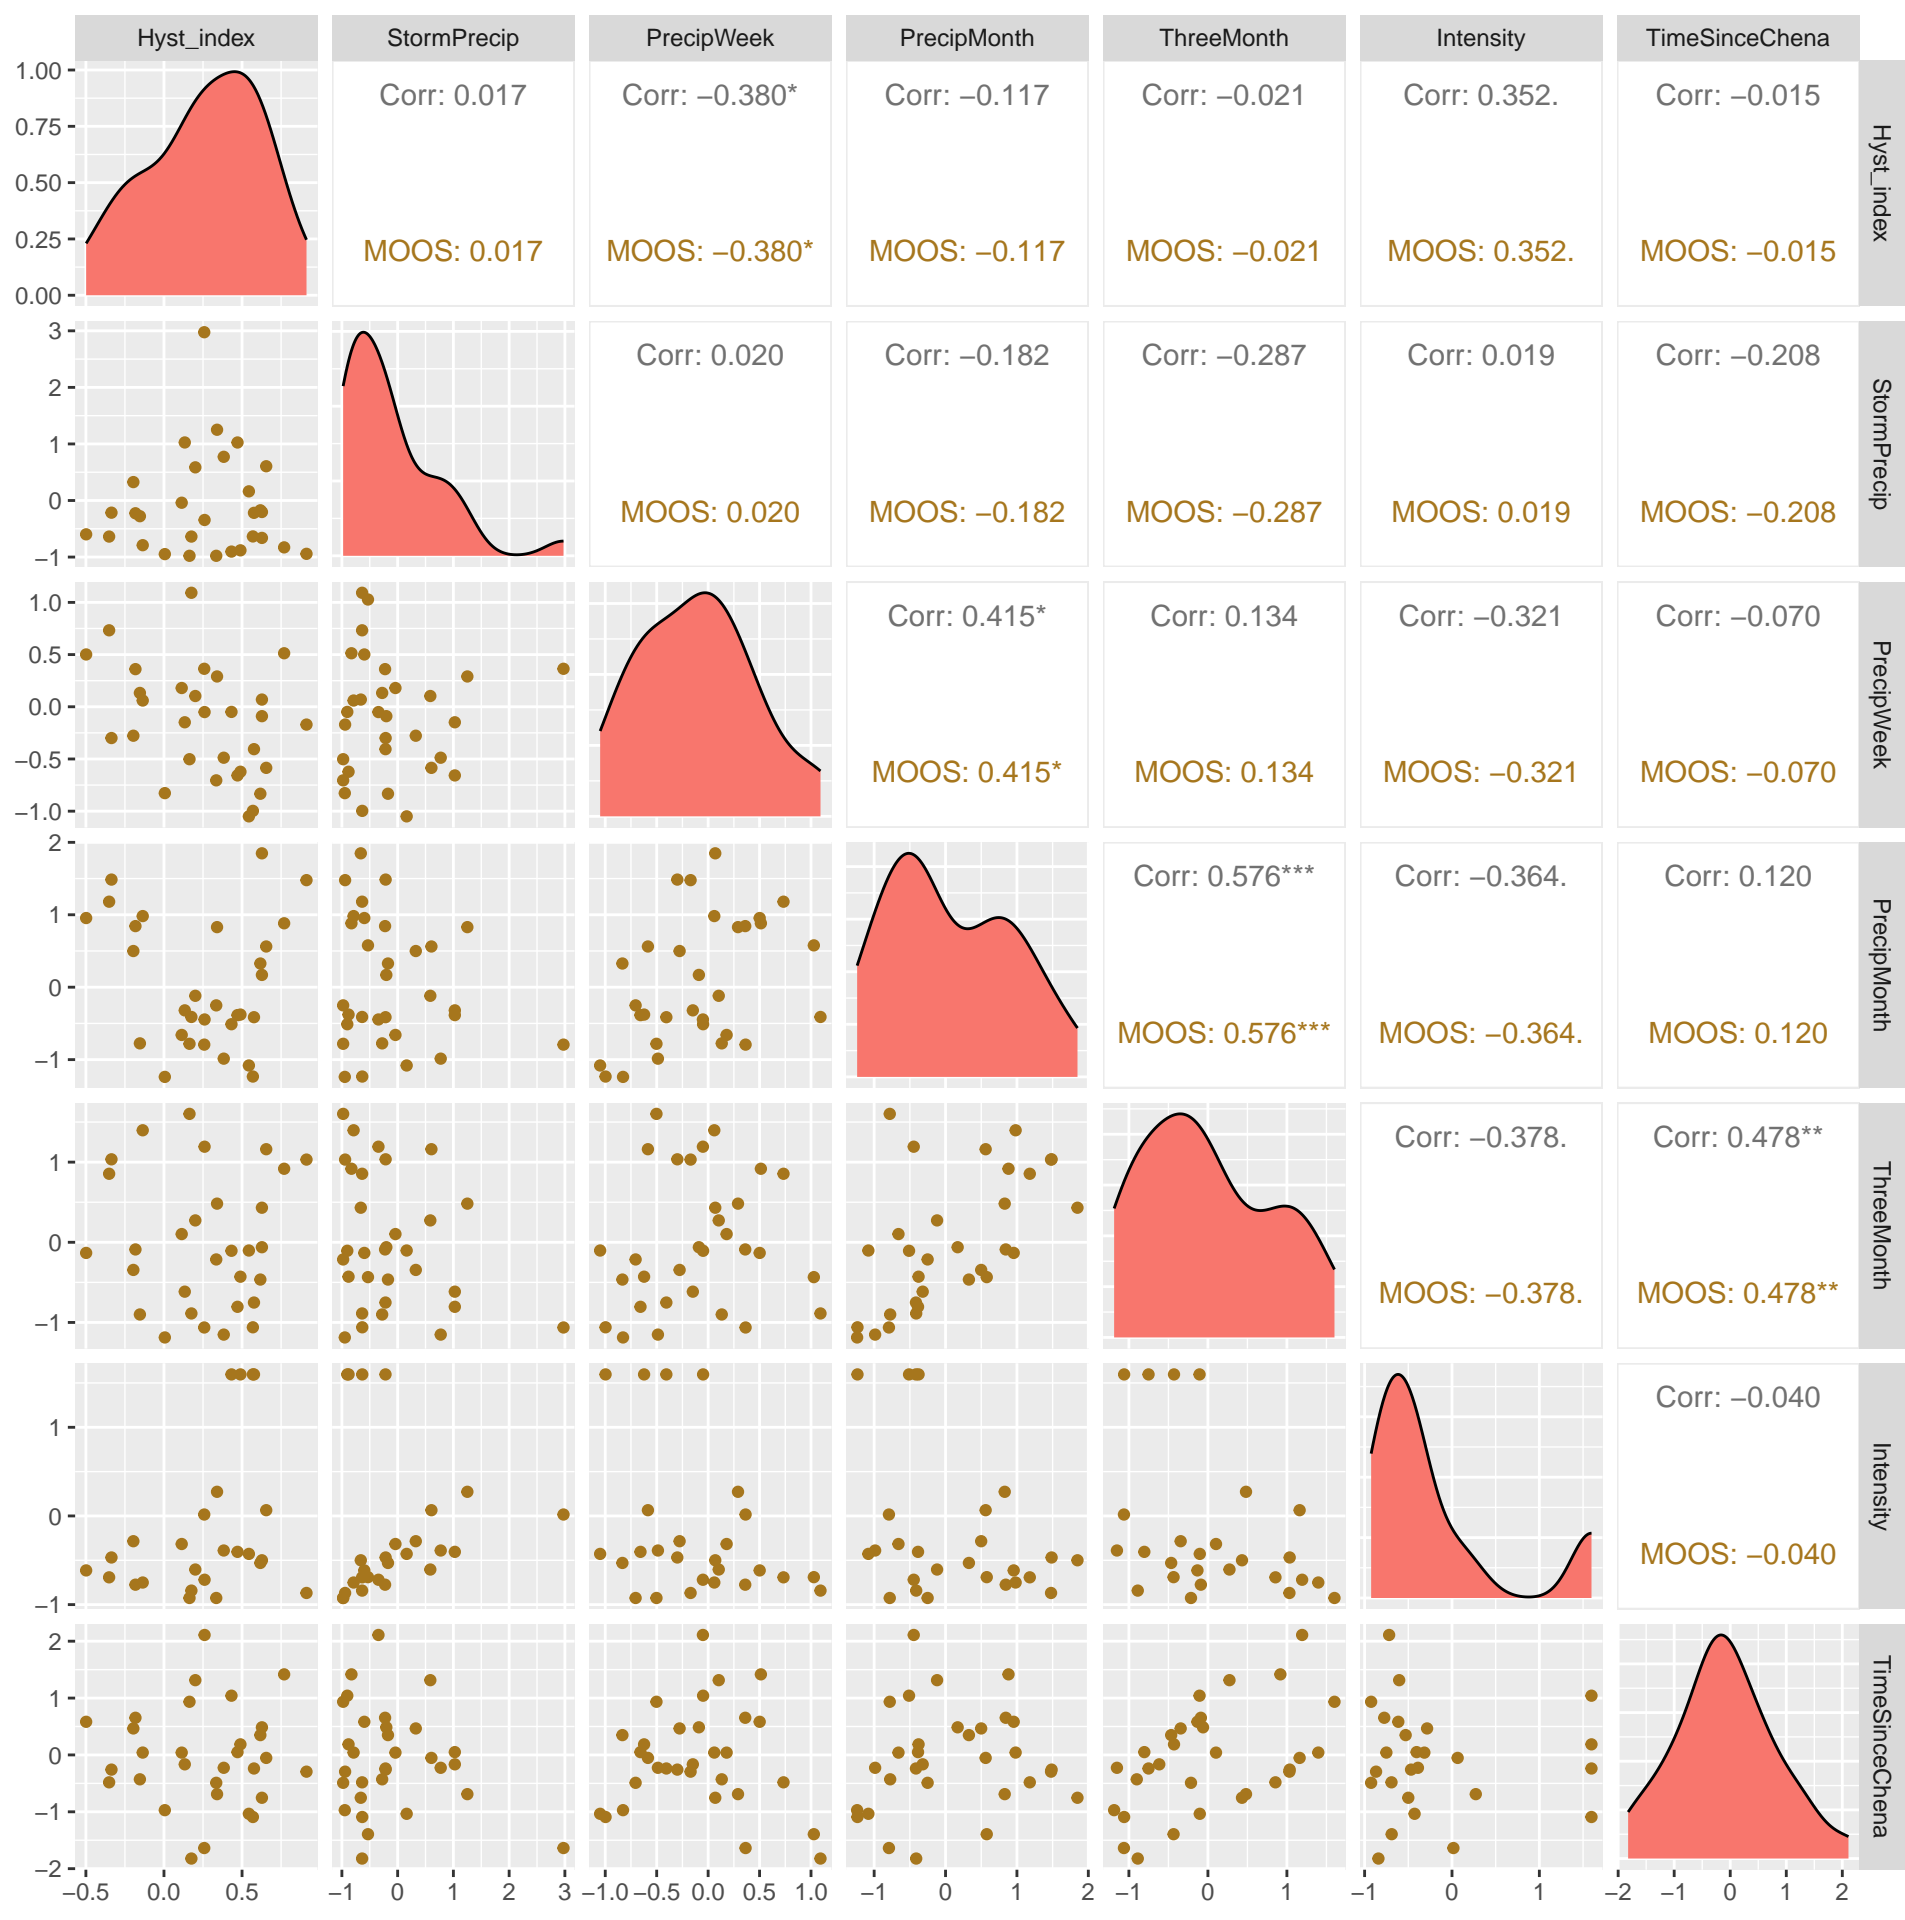 Hyst_index StormPrecip PrecipWeek PrecipMonth ThreeMonth Intensity TimeSinceChena
1.00
0.75
0.50
0.25
0.00
Corr: 0.017 Corr: −0.380* Corr: −0.117 Corr: −0.021 Corr: 0.352. Corr: −0.015
MOOS: 0.017 MOOS: −0.380* MOOS: −0.117 MOOS: −0.021 MOOS: 0.352. MOOS: −0.015
Hyst_index
3
2
1
0
−1
Corr: 0.020 Corr: −0.182 Corr: −0.287 Corr: 0.019 Corr: −0.208
MOOS: 0.020 MOOS: −0.182 MOOS: −0.287 MOOS: 0.019 MOOS: −0.208
StormPrecip
1.0
0.5
0.0
−0.5
−1.0
Corr: 0.415* Corr: 0.134 Corr: −0.321 Corr: −0.070
MOOS: 0.415* MOOS: 0.134 MOOS: −0.321 MOOS: −0.070
PrecipWeek
2
1
0
−1
Corr: 0.576*** Corr: −0.364. Corr: 0.120
MOOS: 0.576*** MOOS: −0.364. MOOS: 0.120
PrecipMonth
1
0
−1
Corr: −0.378. Corr: 0.478**
MOOS: −0.378. MOOS: 0.478**
ThreeMonth
1
0
−1
Corr: −0.040
MOOS: −0.040
Intensity
2
1
0
−1
−2
TimeSinceChena
−0.5 0.0 0.5 −1 0 1 2 3 −1.0 −0.5 0.0 0.5 1.0 −1 0 1 2 −1 0 1 −1 0 1 −2 −1 0 1 2